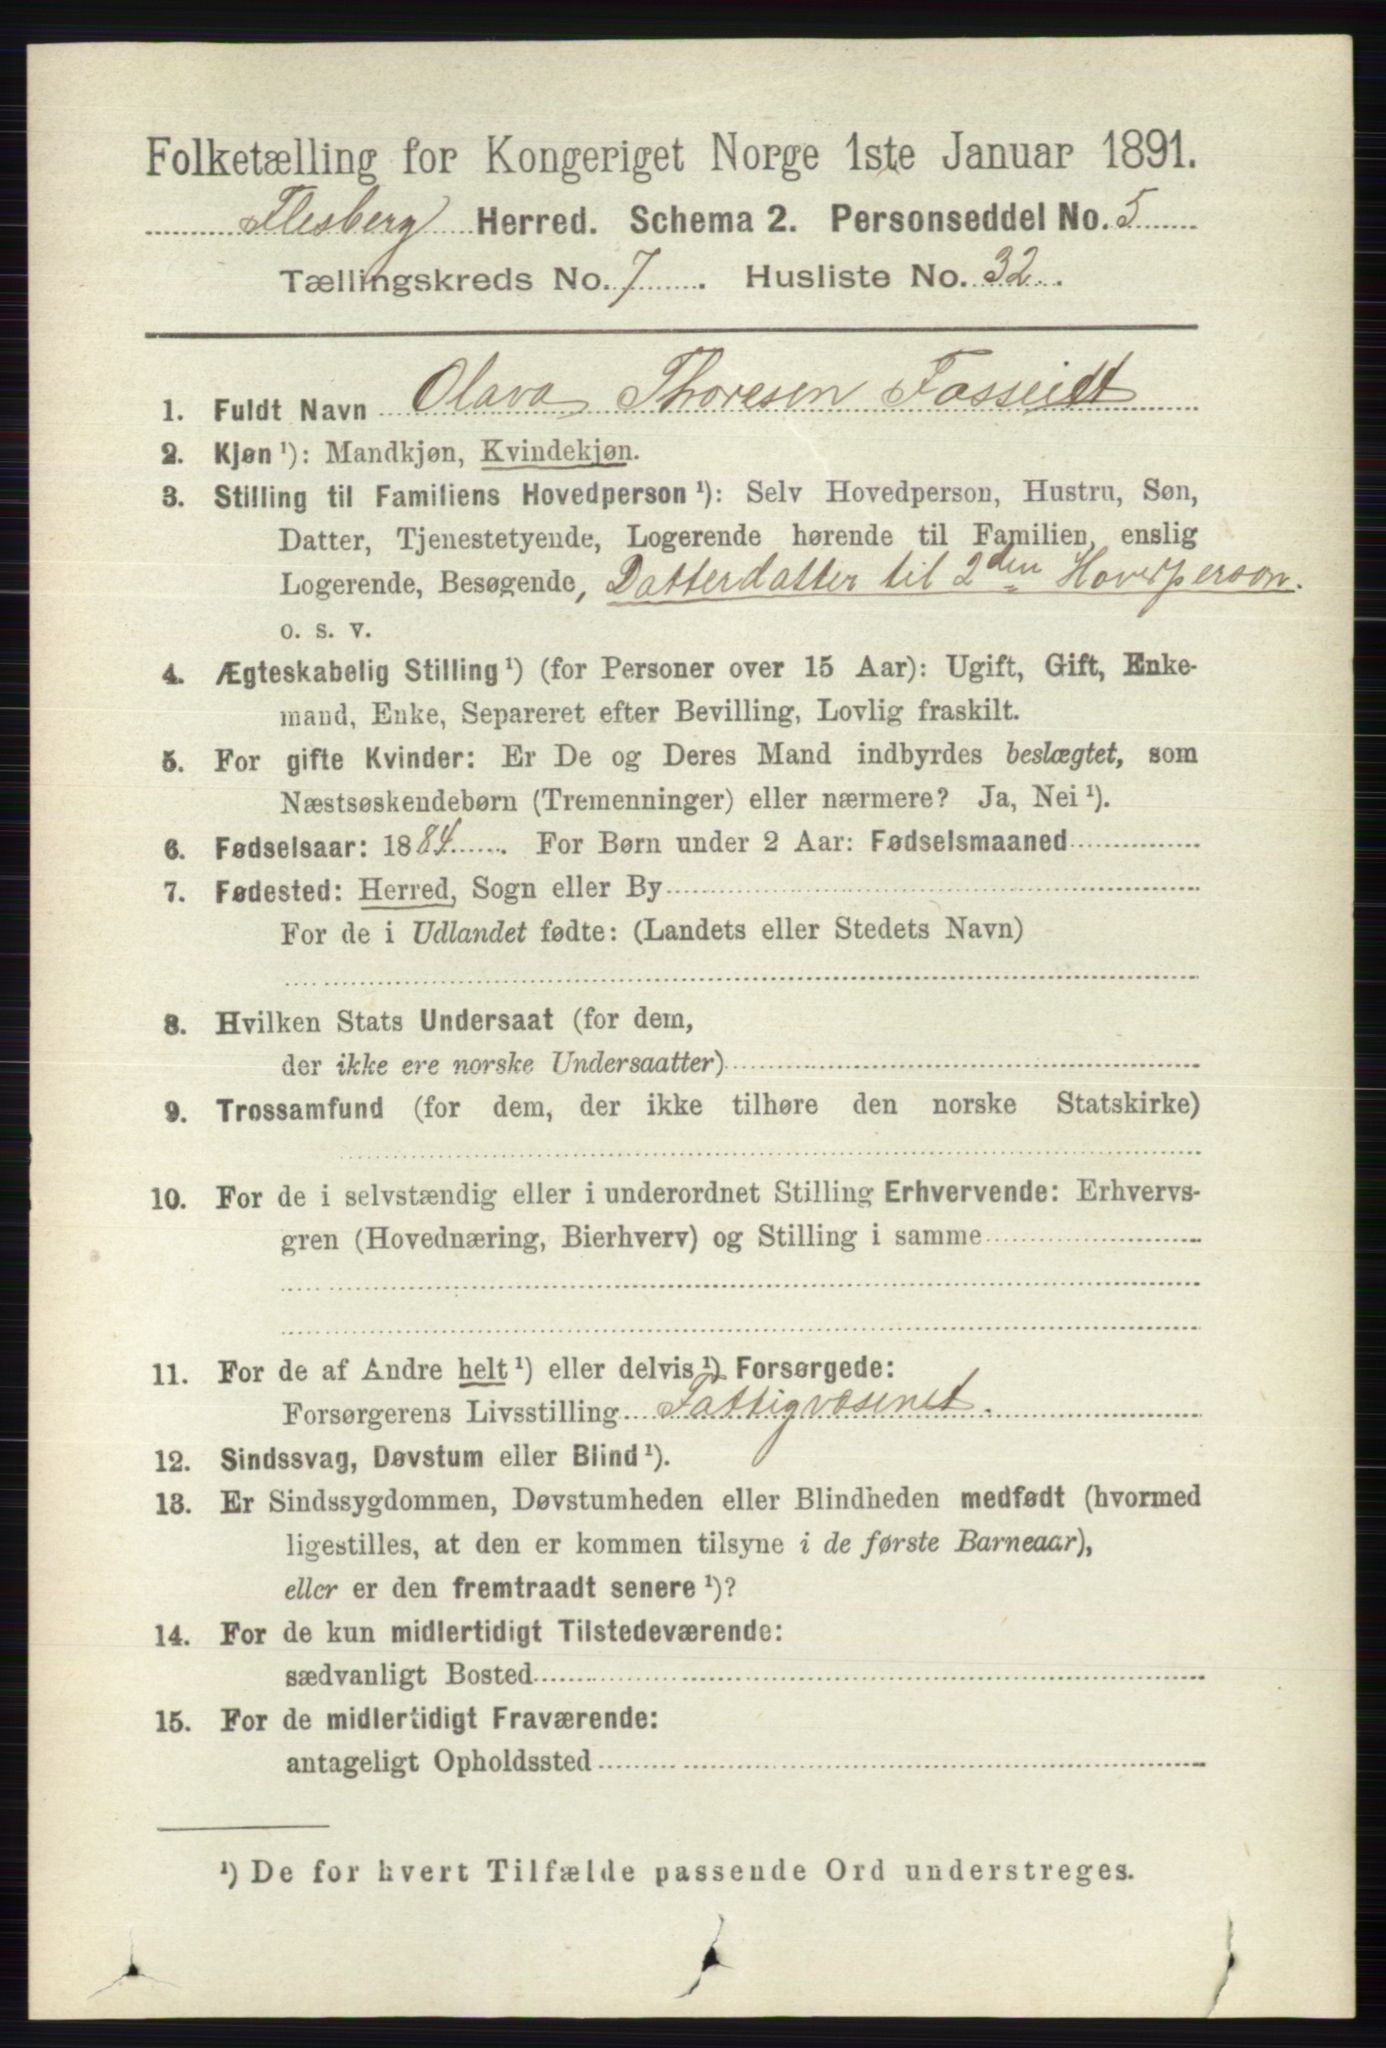 Folketælling for Kongeriget Norge 1ste Januar 1891.
Flesberg Herred. Schema 2. Personseddel No. 5
Tællingskreds No. 7. Husliste No. 32.
1. Fuldt Navn Olava Thoresen Fosseidt
2. Kjøn ¹): Mandkjøn, Kvindekjøn.
3. Stilling til Familiens Hovedperson ¹): Selv Hovedperson, Hustru, Søn,
Datter, Tjenestetyende, Logerende hørende til Familien, enslig
Logerende, Besøgende, Datterdatter til 2den Hovedperson.
o. s. v.
4. Ægteskabelig Stilling ¹) (for Personer over 15 Aar): Ugift, Gift, Enke-
mand, Enke, Separeret efter Bevilling, Lovlig fraskilt.
5. For gifte Kvinder: Er De og Deres Mand indbyrdes beslægtet, som
Næstsøskendebørn (Tremenninger) eller nærmere? Ja, Nei ¹).
6. Fødselsaar: 1884. For Børn under 2 Aar: Fødselsmaaned
7. Fødested: Herred, Sogn eller By
For de i Udlandet fødte: (Landets eller Stedets Navn)
8. Hvilken Stats Undersaat (for dem,
der ikke ere norske Undersaatter)
9. Trossamfund (for dem, der ikke tilhøre den norske Statskirke)
10. For de i selvstændig eller i underordnet Stilling Erhvervende: Erhvervs-
gren (Hovednæring, Bierhverv) og Stilling i samme
11. For de af Andre helt ¹) eller delvis ¹) Forsørgede:
Forsørgerens Livsstilling Fattigvæsenet.
12. Sindssvag, Døvstum eller Blind ¹).
13. Er Sindssygdommen, Døvstumheden eller Blindheden medfødt (hvormed
ligestilles, at den er kommen tilsyne i de første Barneaar),
eller er den fremtraadt senere ¹)?
14. For de kun midlertidigt Tilstedeværende:
sædvanligt Bosted
15. For de midlertidigt Fraværende:
antageligt Opholdssted
¹) De for hvert Tilfælde passende Ord understreges.